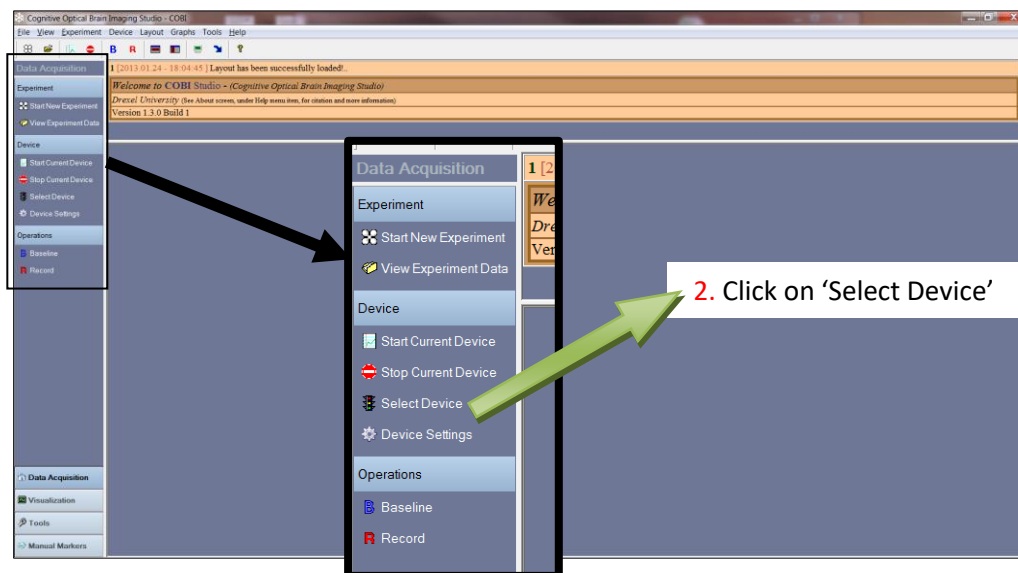 Cognitive Optical Brain Imaging Studio - COBI
File View Experiment Device Layout Graphs Tools Help
B R
Data Acquisition
1 [2013.01.24 - 18:04:45 ] Layout has been successfully loaded!..
Experiment
Welcome to COBI Studio - (Cognitive Optical Brain Imaging Studio)
Start New Experiment
Drexel University (See About screen, under Help menu item, for citation and more information)
View Experiment Data
Version 1.3.0 Build 1
Device
Start Current Device
Stop Current Device
Select Device
Device Settings
Operations
B Baseline
R Record
Data Acquisition
Visualization
Tools
Manual Markers
Data Acquisition
1 [2
Experiment
We
Dre
Start New Experiment
Ver
View Experiment Data
Device
Start Current Device
Stop Current Device
Select Device
Device Settings
Operations
B Baseline
R Record
2. Click on ‘Select Device’